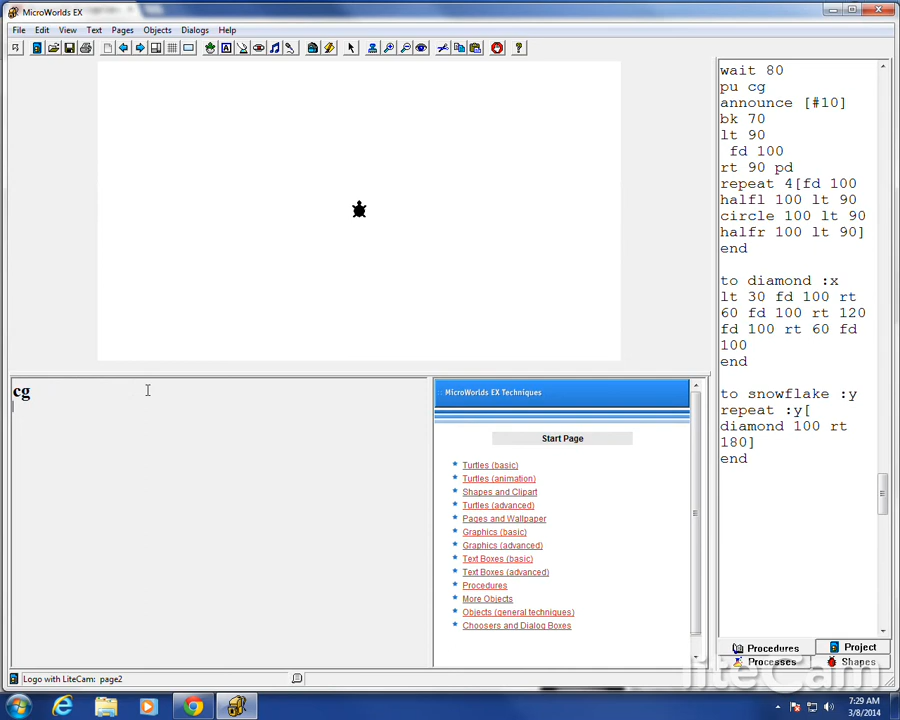 MicroWorlds EX
File Edit View Text Pages Objects Dialogs Help
wait 80
pu cg
announce [#10]
bk 70
lt 90
fd 100
rt 90 pd
repeat 4[fd 100
halfl 100 lt 90
circle 100 lt 90
halfr 100 lt 90]
end
to diamond :x
lt 30 fd 100 rt
60 fd 100 rt 120
fd 100 rt 60 fd
100
end
to snowflake :y
repeat :y[
diamond 100 rt
180]
end
cg
MicroWorlds EX Techniques
Start Page
Turtles (basic)
Turtles (animation)
Shapes and Clipart
Turtles (advanced)
Pages and Wallpaper
Graphics (basic)
Graphics (advanced)
Text Boxes (basic)
Text Boxes (advanced)
Procedures
More Objects
Objects (general techniques)
Choosers and Dialog Boxes
Procedures Project
Processes Shapes
liteCam
Logo with LiteCam: page2
7:29 AM
3/8/2014